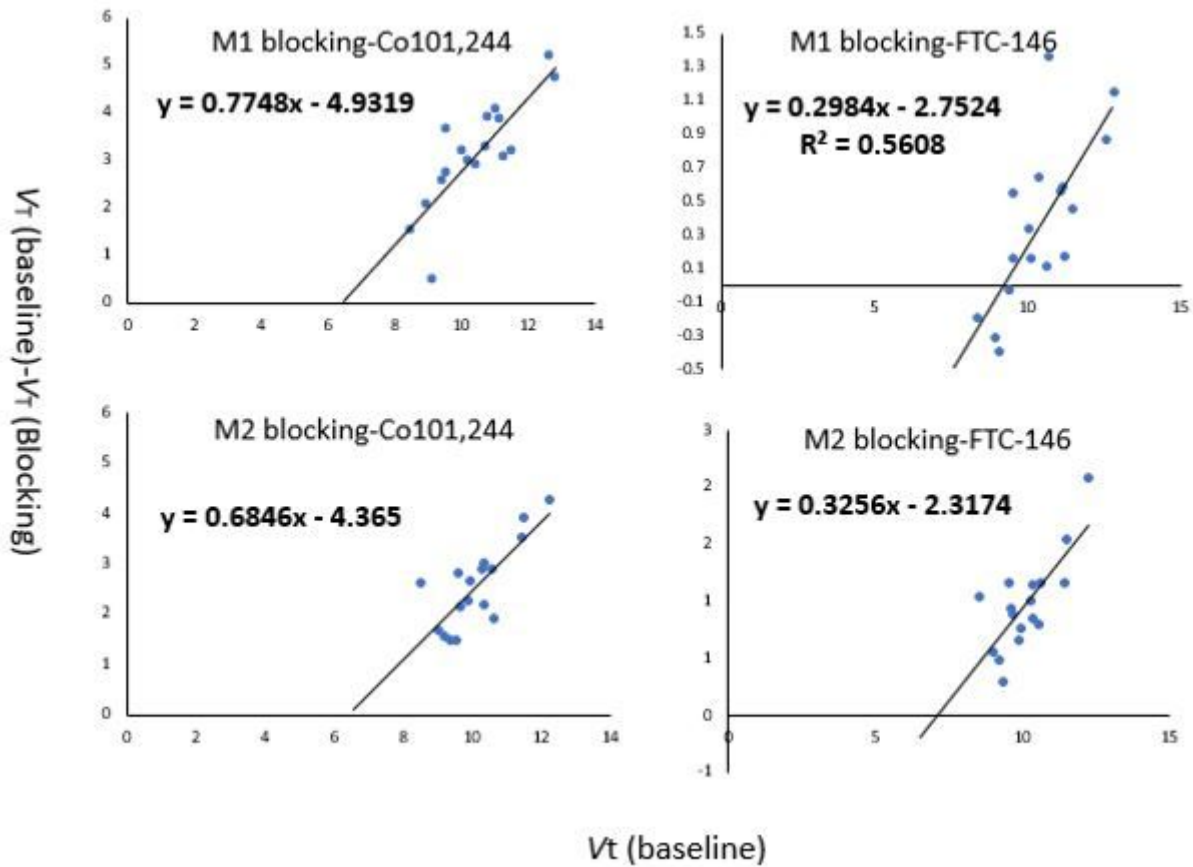 V_T (baseline)-V_T (Blocking)
M1 blocking-Co101,244
y = 0.7748x - 4.9319
6
5
4
3
2
1
0
0 2 4 6 8 10 12 14
M1 blocking-FTC-146
y = 0.2984x - 2.7524
R² = 0.5608
1.5
1.3
1.1
0.9
0.7
0.5
0.3
0.1
-0.1
-0.3
-0.5
0 5 10 15
M2 blocking-Co101,244
y = 0.6846x - 4.365
6
5
4
3
2
1
0
0 2 4 6 8 10 12 14
M2 blocking-FTC-146
y = 0.3256x - 2.3174
3
2
2
1
1
0
-1
0 5 10 15
Vt (baseline)